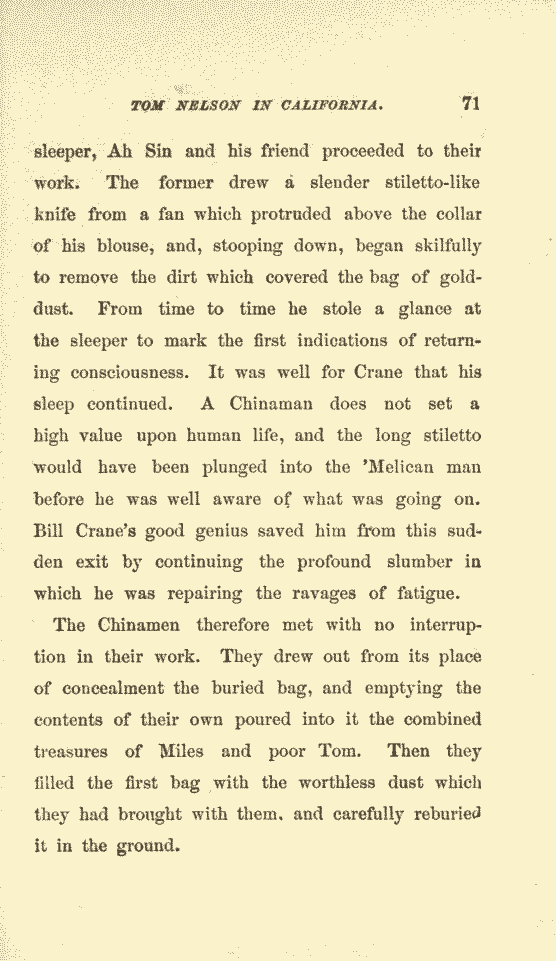 TOM NELSON IN CALIFORNIA. 71
sleeper, Ah Sin and his friend proceeded to their
work. The former drew a slender stiletto-like
knife from a fan which protruded above the collar
of his blouse, and, stooping down, began skilfully
to remove the dirt which covered the bag of gold-
dust. From time to time he stole a glance at
the sleeper to mark the first indications of return-
ing consciousness. It was well for Crane that his
sleep continued. A Chinaman does not set a
high value upon human life, and the long stiletto
would have been plunged into the 'Melican man
before he was well aware of what was going on.
Bill Crane's good genius saved him from this sud-
den exit by continuing the profound slumber in
which he was repairing the ravages of fatigue.
The Chinamen therefore met with no interrup-
tion in their work. They drew out from its place
of concealment the buried bag, and emptying the
contents of their own poured into it the combined
treasures of Miles and poor Tom. Then they
filled the first bag with the worthless dust which
they had brought with them, and carefully reburied
it in the ground.